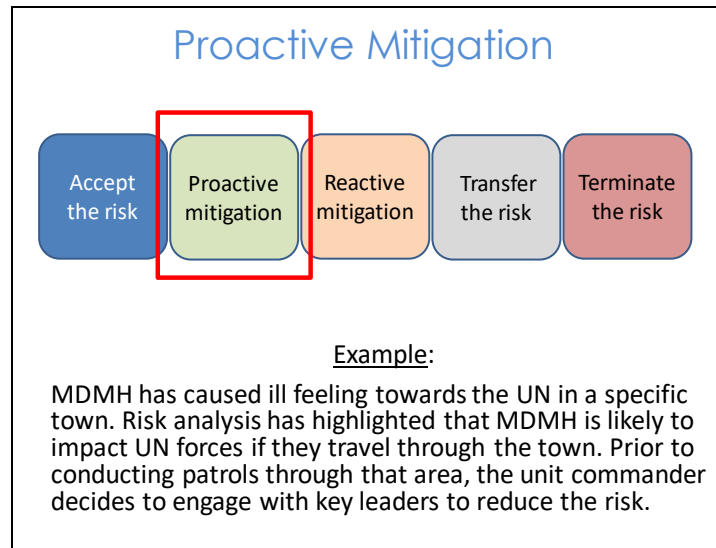 Proactive Mitigation
Accept
the risk
Proactive
mitigation
Reactive
mitigation
Transfer
the risk
Terminate
the risk
Example:
MDMH has caused ill feeling towards the UN in a specific
town. Risk analysis has highlighted that MDMH is likely to
impact UN forces if they travel through the town. Prior to
conducting patrols through that area, the unit commander
decides to engage with key leaders to reduce the risk.